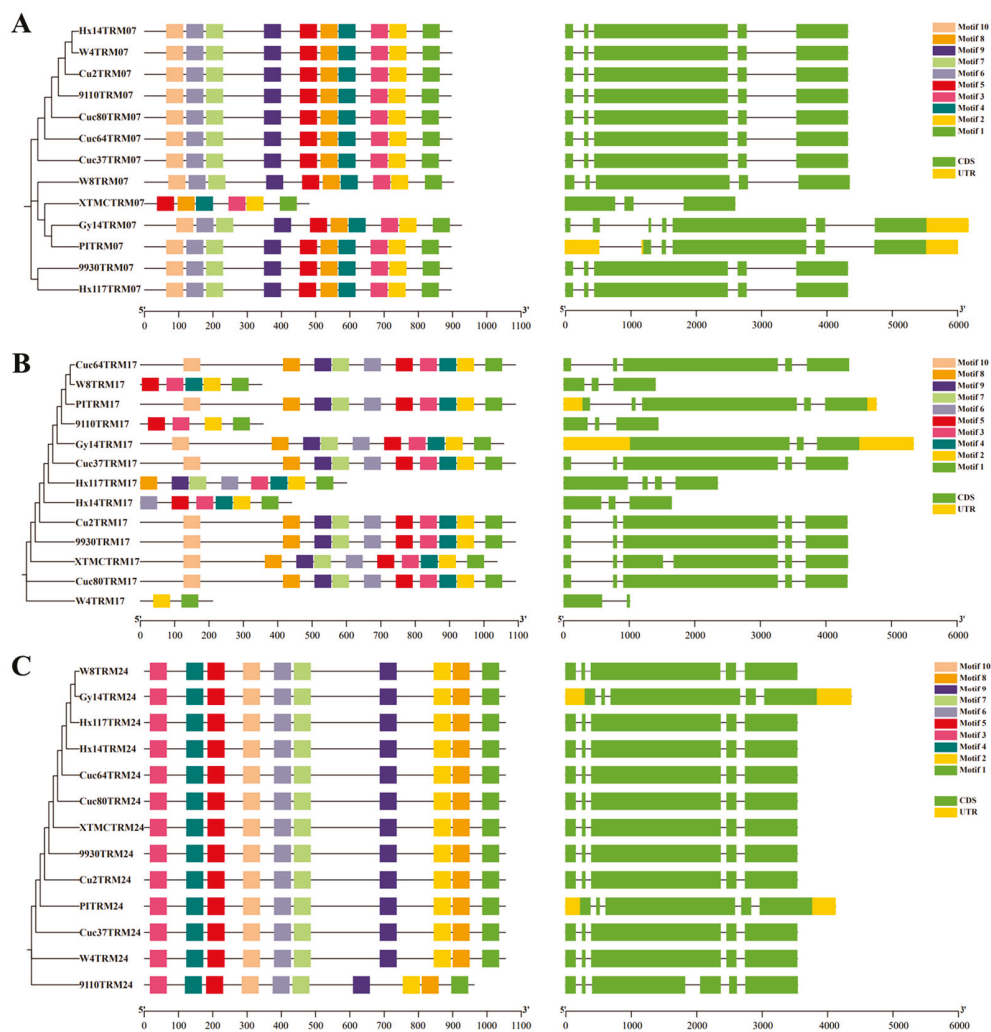 A
Hx14TRM07
W4TRM07
Cu2TRM07
9110TRM07
Cuc80TRM07
Cuc64TRM07
Cuc37TRM07
W8TRM07
XTMCTRM07
Gy14TRM07
PITRM07
9930TRM07
Hx117TRM07
5' 3'
0 100 200 300 400 500 600 700 800 900 1000 1100
5' 3'
0 1000 2000 3000 4000 5000 6000
Motif 10
Motif 8
Motif 9
Motif 7
Motif 6
Motif 5
Motif 3
Motif 4
Motif 2
Motif 1
CDS
UTR
B
Cuc64TRM17
W8TRM17
PITRM17
9110TRM17
Gy14TRM17
Cuc37TRM17
Hx117TRM17
Hx14TRM17
Cu2TRM17
9930TRM17
XTMCTRM17
Cuc80TRM17
W4TRM17
5' 3'
0 100 200 300 400 500 600 700 800 900 1000 1100
5' 3'
0 1000 2000 3000 4000 5000 6000
Motif 10
Motif 8
Motif 9
Motif 7
Motif 6
Motif 5
Motif 3
Motif 4
Motif 2
Motif 1
CDS
UTR
C
W8TRM24
Gy14TRM24
Hx117TRM24
Hx14TRM24
Cuc64TRM24
Cuc80TRM24
XTMCTRM24
9930TRM24
Cu2TRM24
PITRM24
Cuc37TRM24
W4TRM24
9110TRM24
5' 3'
0 100 200 300 400 500 600 700 800 900 1000 1100
5' 3'
0 1000 2000 3000 4000 5000 6000
Motif 10
Motif 8
Motif 9
Motif 7
Motif 6
Motif 5
Motif 3
Motif 4
Motif 2
Motif 1
CDS
UTR